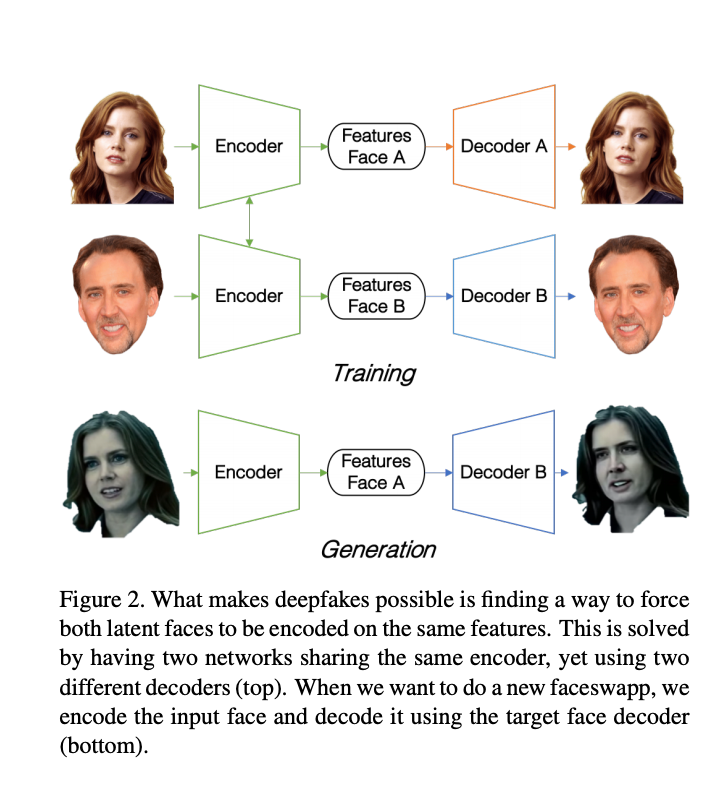 Encoder
Features
Face A
Decoder A
Encoder
Features
Face B
Decoder B
Training
Encoder
Features
Face A
Decoder B
Generation
Figure 2. What makes deepfakes possible is finding a way to force
both latent faces to be encoded on the same features. This is solved
by having two networks sharing the same encoder, yet using two
different decoders (top). When we want to do a new faceswapp, we
encode the input face and decode it using the target face decoder
(bottom).